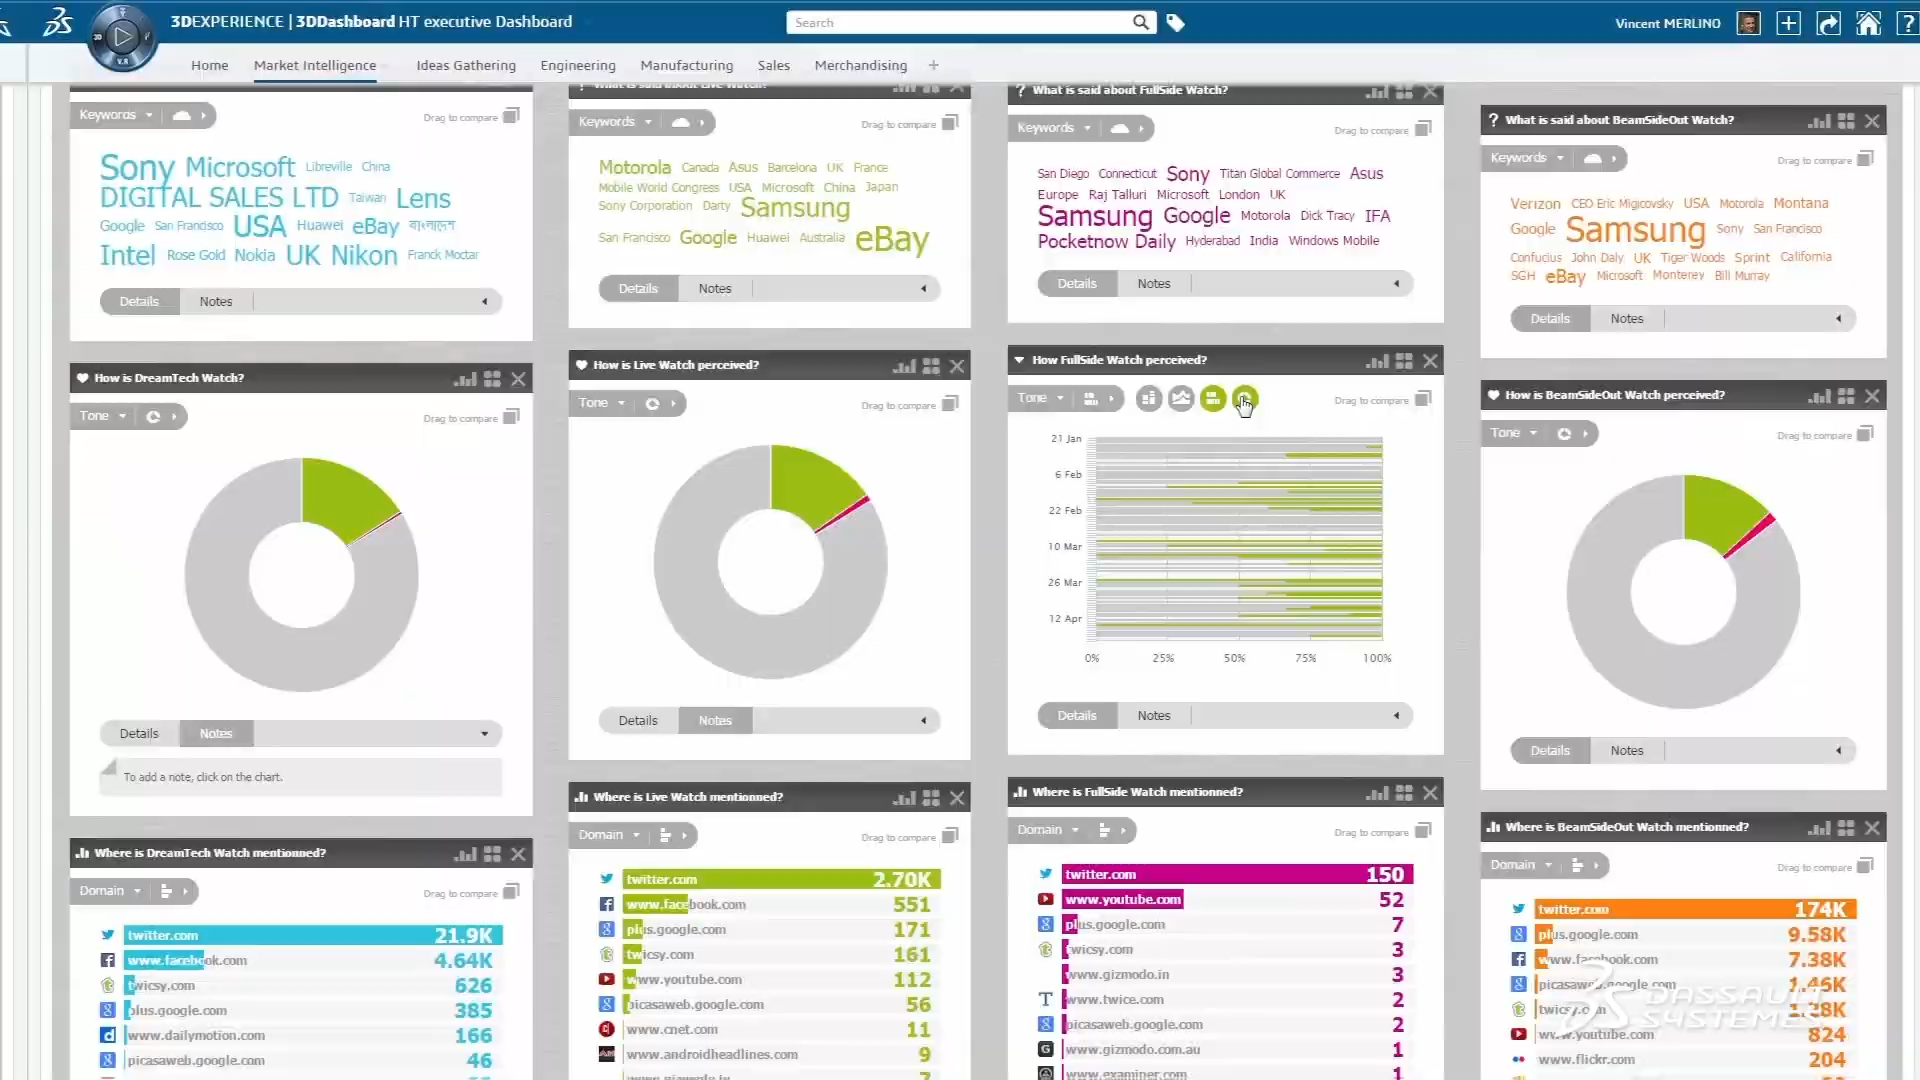 3DEXPERIENCE | 3DDashboard HT executive Dashboard
Search
Vincent MERLINO
Home Market Intelligence Ideas Gathering Engineering Manufacturing Sales Merchandising +
3D V.R
Keywords
Drag to compare
Sony Microsoft Libreville China
DIGITAL SALES LTD Taiwan Lens
Google San Francisco USA Huawei eBay বাংলাদেশ
Intel Rose Gold Nokia UK Nikon Franck Moctar
Details Notes
How is DreamTech Watch?
Tone
Drag to compare
Details Notes
To add a note, click on the chart.
Where is DreamTech Watch mentionned?
Domain
Drag to compare
twitter.com 21.9K
www.facebook.com 4.64K
twicsy.com 626
plus.google.com 385
www.dailymotion.com 166
picasaweb.google.com 46
What is said about Live Watch?
Keywords
Drag to compare
Motorola Canada Asus Barcelona UK France
Mobile World Congress USA Microsoft China Japan
Sony Corporation Darty Samsung
San Francisco Google Huawei Australia eBay
Details Notes
How is Live Watch perceived?
Tone
Drag to compare
Details Notes
Where is Live Watch mentionned?
Domain
Drag to compare
twitter.com 2.70K
www.facebook.com 551
plus.google.com 171
twicsy.com 161
www.youtube.com 112
picasaweb.google.com 56
www.cnet.com 11
www.androidheadlines.com 9
7
? What is said about FullSide Watch?
Keywords
Drag to compare
San Diego Connecticut Sony Titan Global Commerce Asus
Europe Raj Talluri Microsoft London UK
Samsung Google Motorola Dick Tracy IFA
Pocketnow Daily Hyderabad India Windows Mobile
Details Notes
How FullSide Watch perceived?
Tone
Drag to compare
21 Jan
6 Feb
22 Feb
10 Mar
26 Mar
12 Apr
0% 25% 50% 75% 100%
Details Notes
Where is FullSide Watch mentionned?
Domain
Drag to compare
twitter.com 150
www.youtube.com 52
plus.google.com 7
twicsy.com 3
www.gizmodo.in 3
www.twice.com 2
picasaweb.google.com 2
www.gizmodo.com.au 1
www.examiner.com 1
? What is said about BeamSideOut Watch?
Keywords
Drag to compare
Verizon CEO Eric Migicovsky USA Motorola Montana
Google Samsung Sony San Francisco
Confucius John Daly UK Tiger Woods Sprint California
SGH eBay Microsoft Monterey Bill Murray
Details Notes
How is BeamSideOut perceived?
Tone
Drag to compare
Details Notes
Where is BeamSideOut Watch mentionned?
Domain
Drag to compare
twitter.com 174K
plus.google.com 9.58K
www.facebook.com 7.38K
picasaweb.google.com 1.46K
twicsy.com 1.28K
www.youtube.com 824
www.flickr.com 204
DASSAULT
SYSTEMES